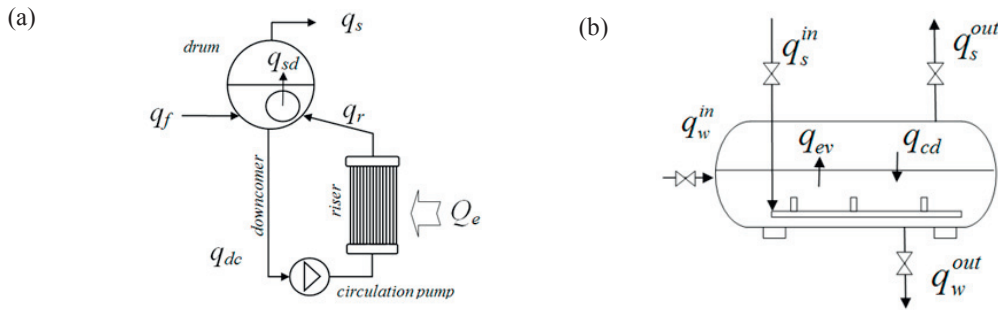 (a)
q_s
drum
q_sd
q_f
q_r
downcomer
riser
Q_e
q_dc
circulation pump
(b)
q_s^in
q_s^out
q_w^in
q_ev
q_cd
q_w^out